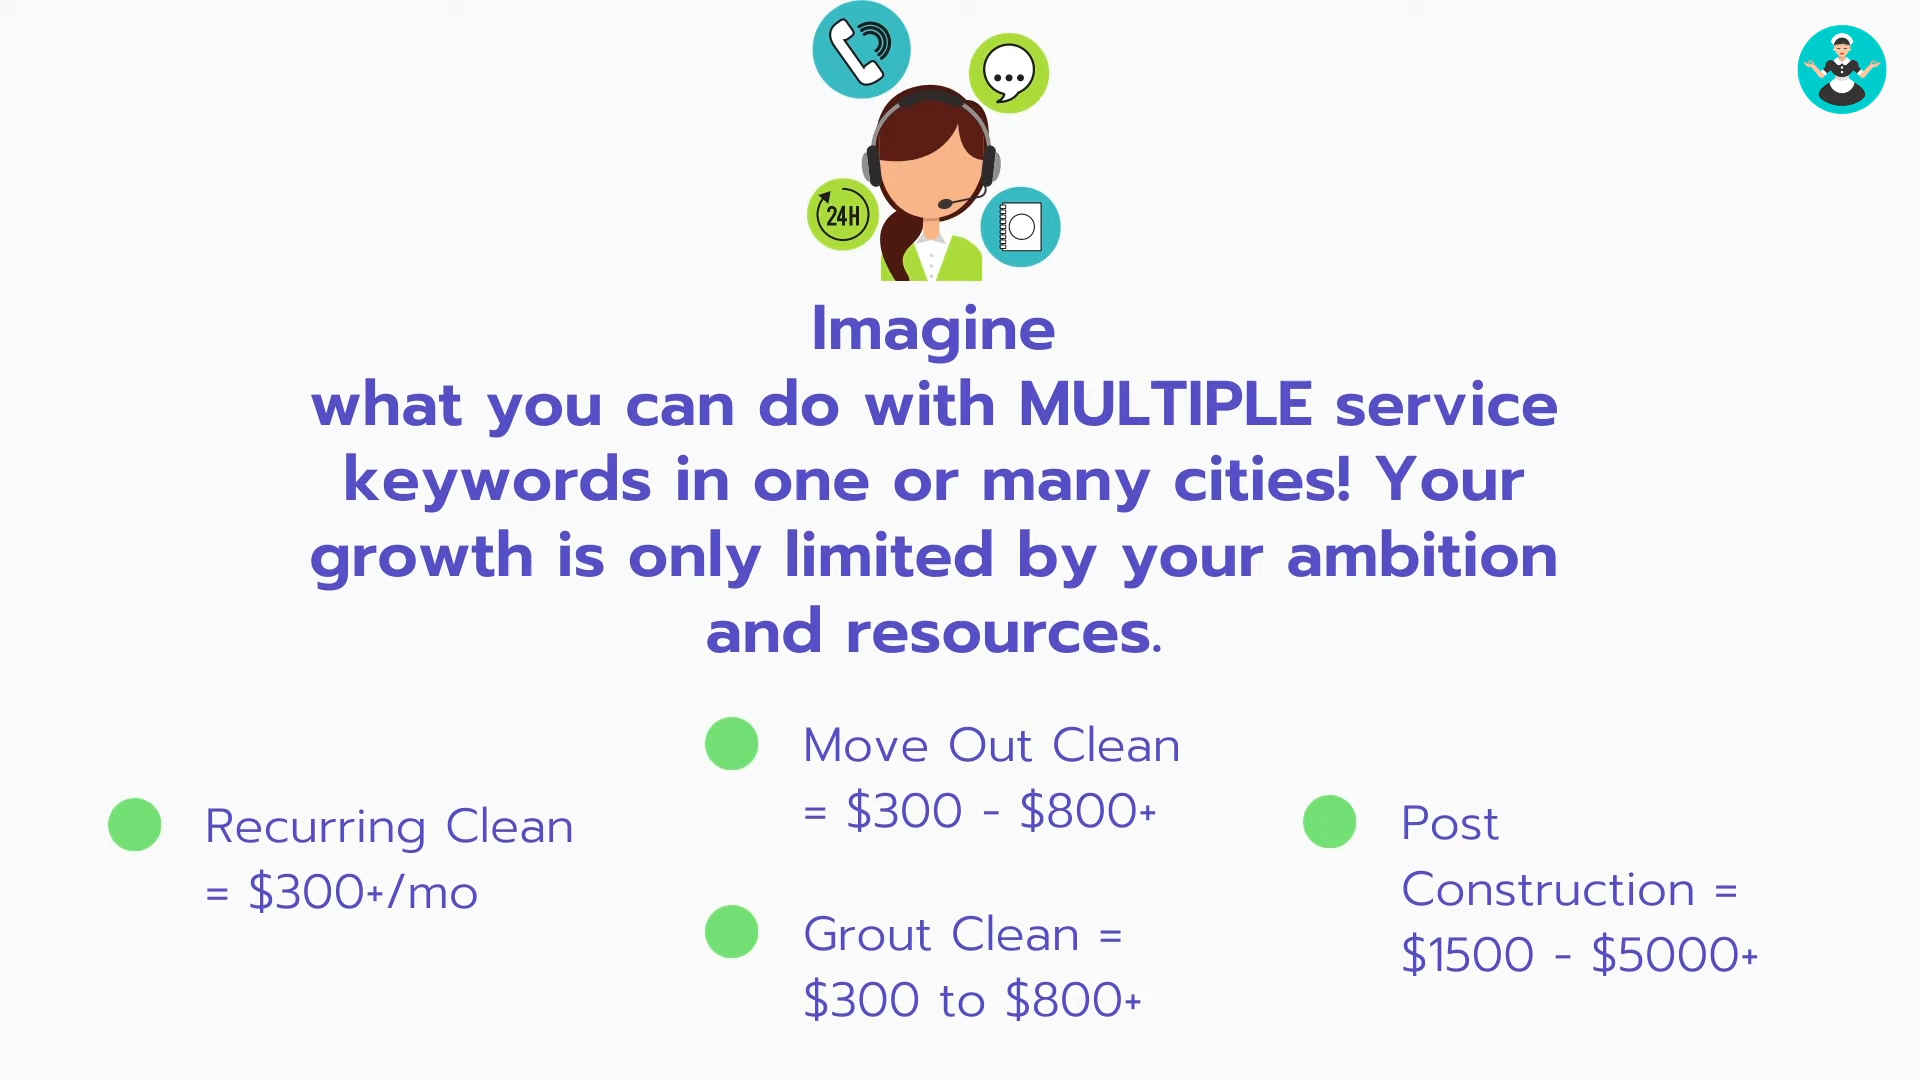 24H
Imagine
what you can do with MULTIPLE service
keywords in one or many cities! Your
growth is only limited by your ambition
and resources.
Recurring Clean
= $300+/mo
Move Out Clean
= $300 - $800+
Grout Clean =
$300 to $800+
Post
Construction =
$1500 - $5000+